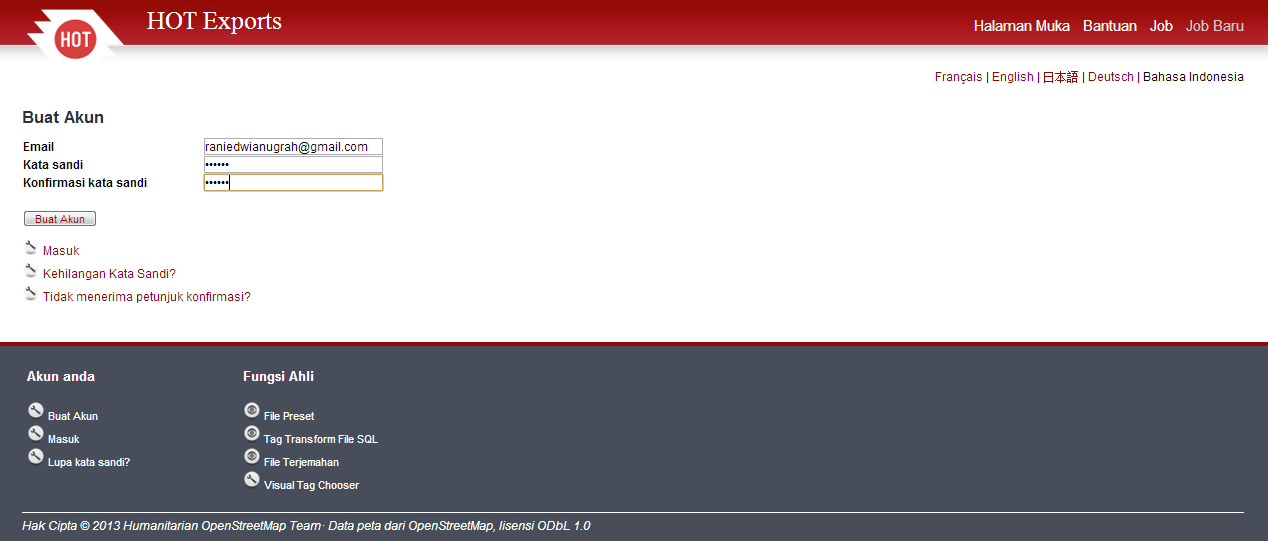 HOT
HOT Exports
Halaman Muka Bantuan Job Job Baru
Français | English | 日本語 | Deutsch | Bahasa Indonesia
Buat Akun
Email raniedwianugrah@gmail.com
Kata sandi ••••••
Konfirmasi kata sandi ••••••
Buat Akun
Masuk
Kehilangan Kata Sandi?
Tidak menerima petunjuk konfirmasi?
Akun anda
Buat Akun
Masuk
Lupa kata sandi?
Fungsi Ahli
File Preset
Tag Transform File SQL
File Terjemahan
Visual Tag Chooser
Hak Cipta © 2013 Humanitarian OpenStreetMap Team· Data peta dari OpenStreetMap, lisensi ODbL 1.0